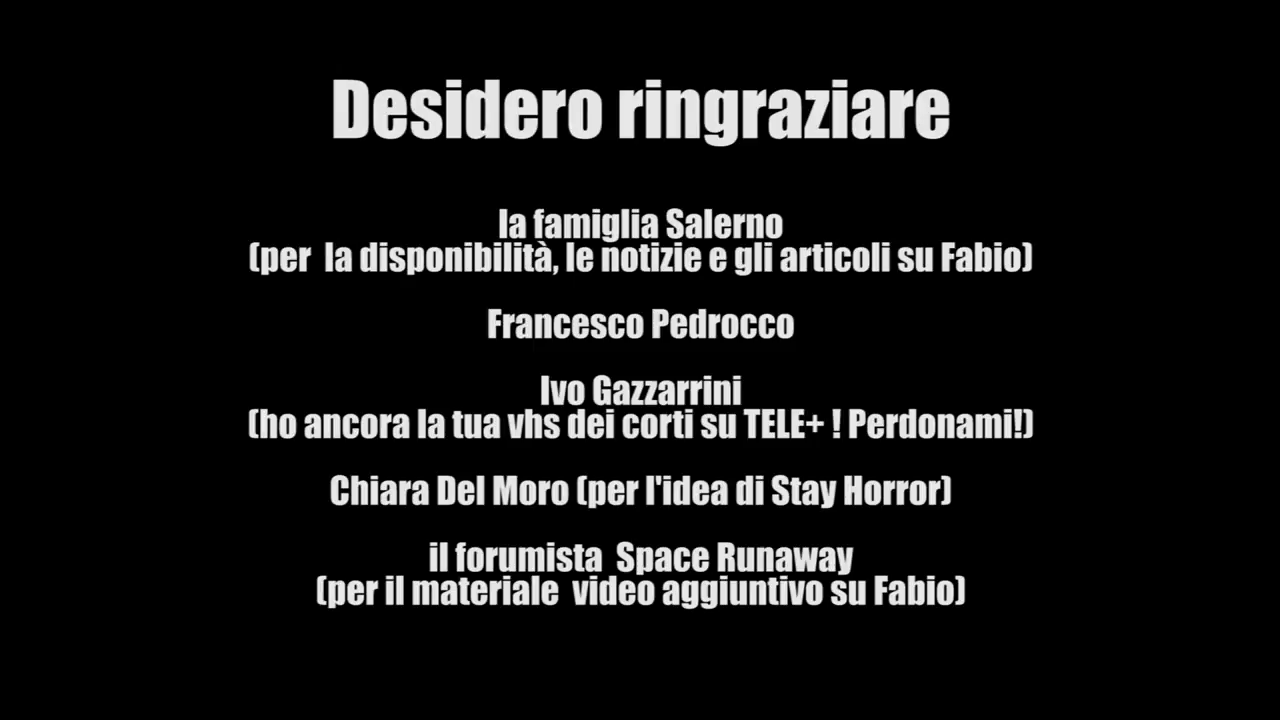 Desidero ringraziare
la famiglia Salerno
(per  la disponibilità, le notizie e gli articoli su Fabio)
Francesco Pedrocco
Ivo Gazzarrini
(ho ancora la tua vhs dei corti su TELE+ ! Perdonami!)
Chiara Del Moro (per l'idea di Stay Horror)
il forumista  Space Runaway
(per il materiale  video aggiuntivo su Fabio)